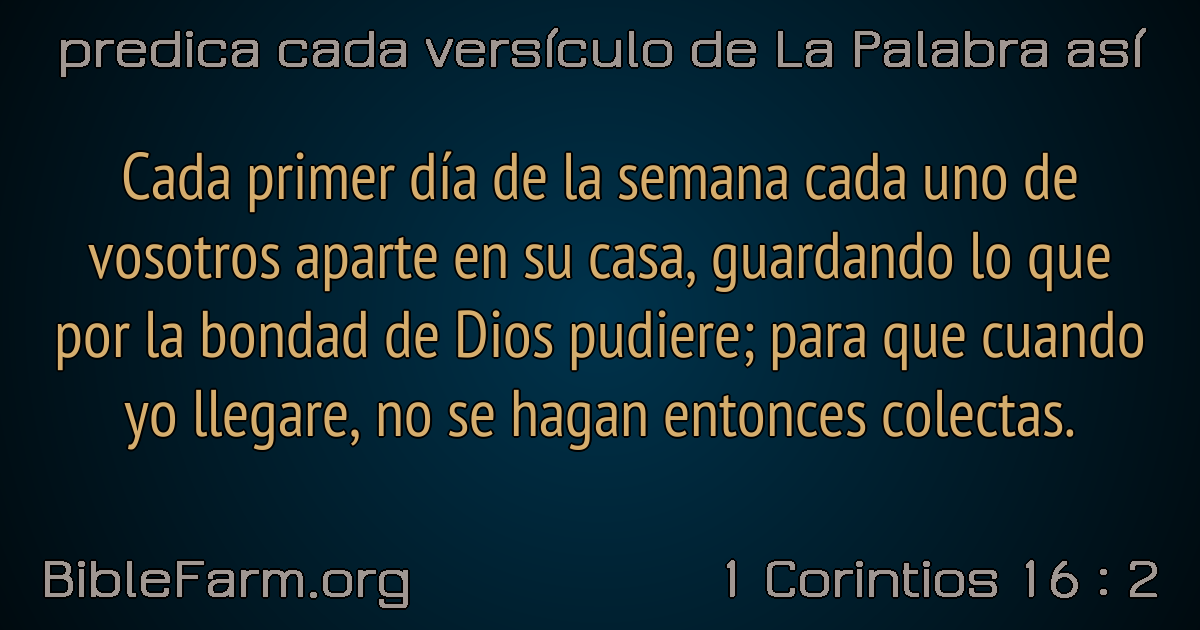 predica cada versículo de La Palabra así
Cada primer día de la semana cada uno de
vosotros aparte en su casa, guardando lo que
por la bondad de Dios pudiere; para que cuando
yo llegare, no se hagan entonces colectas.
BibleFarm.org
1 Corintios 16 : 2